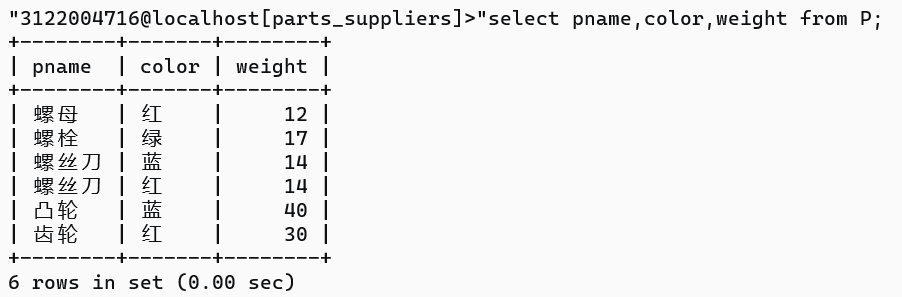 "3122004716@localhost[parts_suppliers]>"select pname,color,weight from P;
+--------+-------+--------+
| pname  | color | weight |
+--------+-------+--------+
| 螺母   | 红    |     12 |
| 螺栓   | 绿    |     17 |
| 螺丝刀 | 蓝    |     14 |
| 螺丝刀 | 红    |     14 |
| 凸轮   | 蓝    |     40 |
| 齿轮   | 红    |     30 |
+--------+-------+--------+
6 rows in set (0.00 sec)